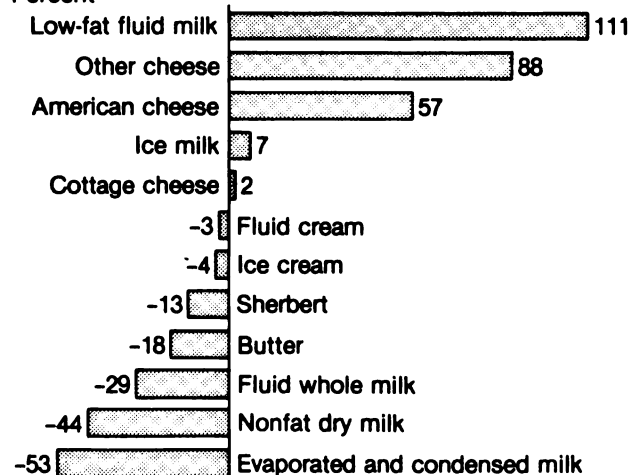 Percent
Low-fat fluid milk 111
Other cheese 88
American cheese 57
Ice milk 7
Cottage cheese 2
-3 Fluid cream
-4 Ice cream
-13 Sherbert
-18 Butter
-29 Fluid whole milk
-44 Nonfat dry milk
-53 Evaporated and condensed milk